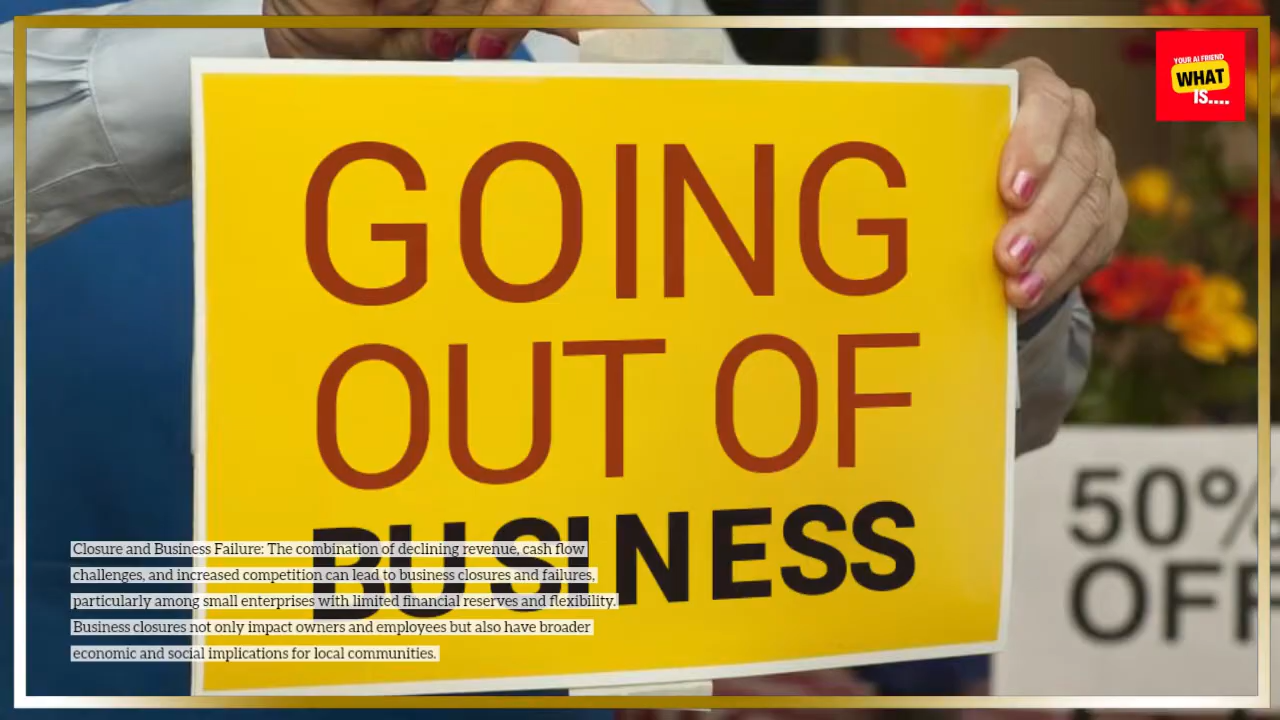 YOUR AI FRIEND
WHAT
IS....
GOING
OUT OF
BUSINESS
50%
OFF
Closure and Business Failure: The combination of declining revenue, cash flow
challenges, and increased competition can lead to business closures and failures,
particularly among small enterprises with limited financial reserves and flexibility.
Business closures not only impact owners and employees but also have broader
economic and social implications for local communities.